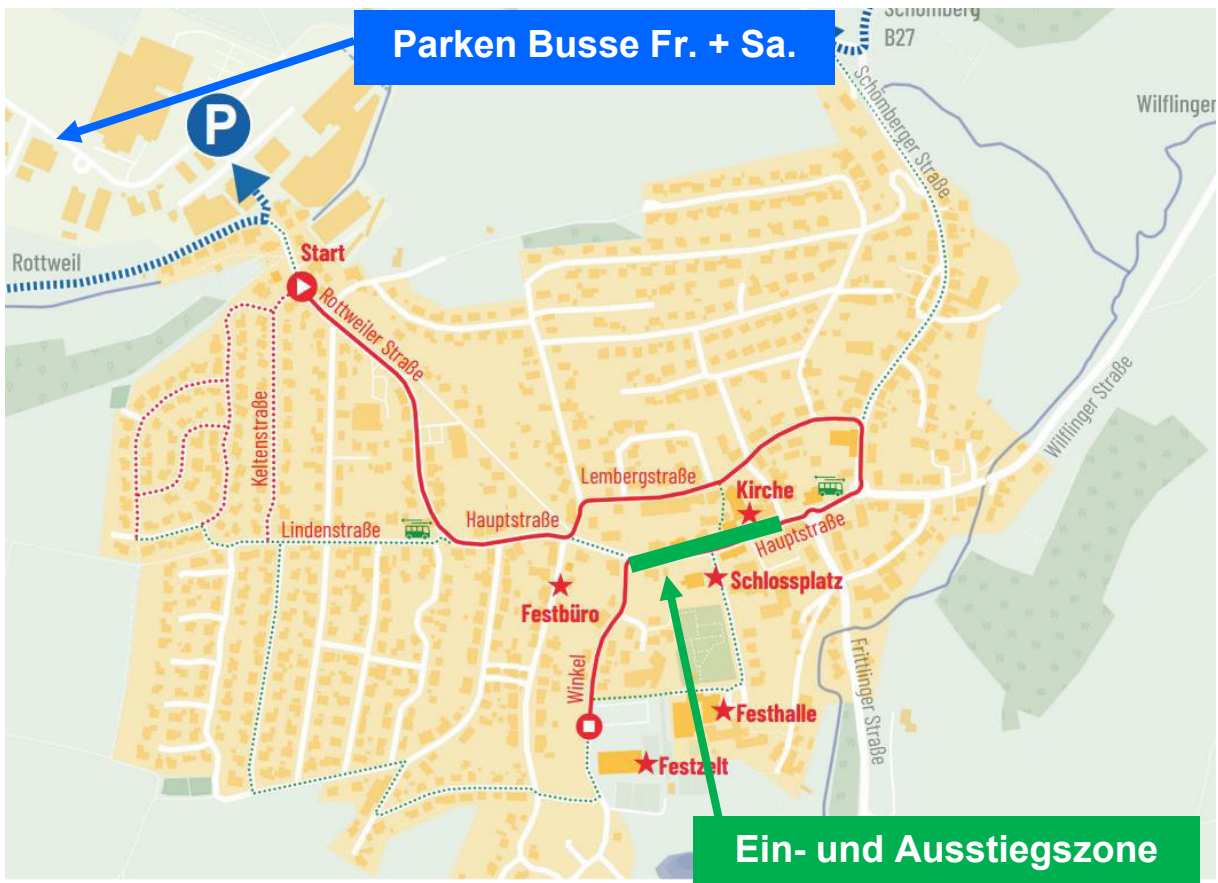 Schömberg
B27
Parken Busse Fr. + Sa.
Wilflinger
P
Schömberger Straße
Rottweil
Start
Rottweiler Straße
Keltenstraße
Wilflinger Straße
Lembergstraße
Kirche
Lindenstraße
Hauptstraße
Hauptstraße
Schlossplatz
Festbüro
Winkel
Frittlinger Straße
Festhalle
Festzelt
Ein- und Ausstiegszone